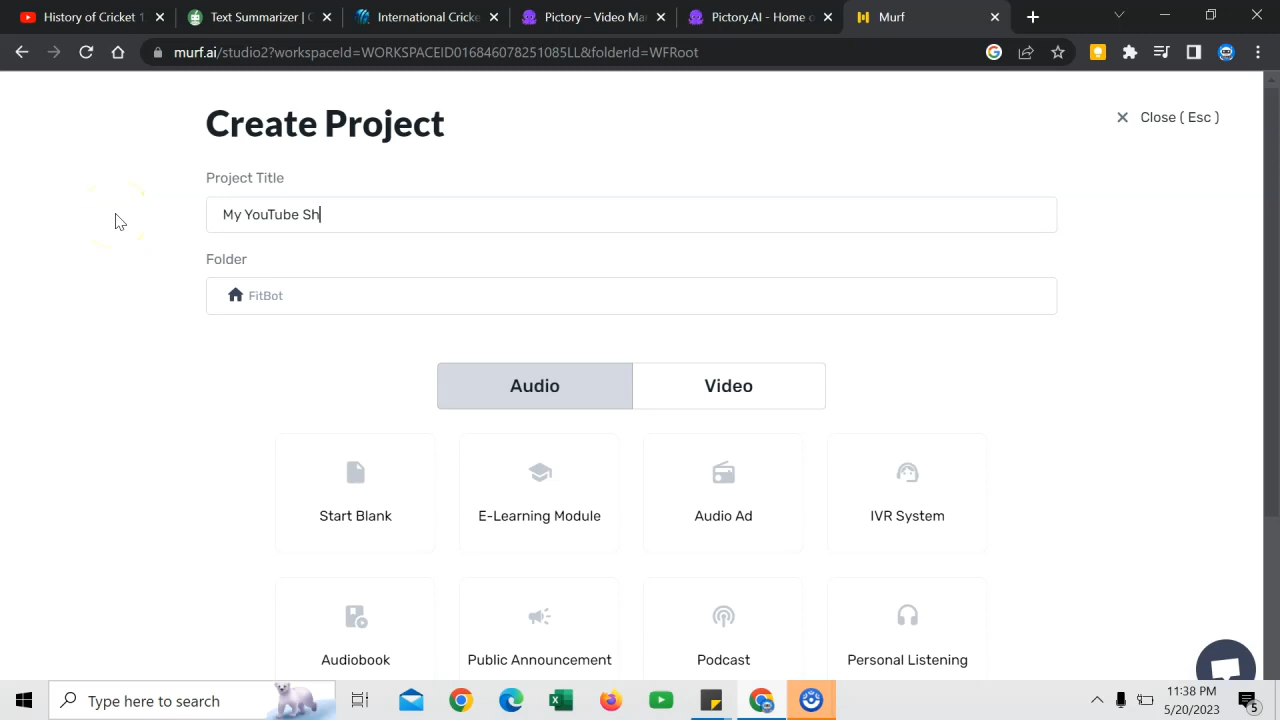 History of Cricket
Text Summarizer | C
International Cricke
Pictory – Video Ma
Pictory.AI - Home o
Murf
murf.ai/studio2?workspaceId=WORKSPACEID016846078251085LL&folderId=WFRoot
Create Project
Close ( Esc )
Project Title
My YouTube Sh
Folder
FitBot
Audio
Video
Start Blank
E-Learning Module
Audio Ad
IVR System
Audiobook
Public Announcement
Podcast
Personal Listening
Type here to search
11:38 PM
5/20/2023
5